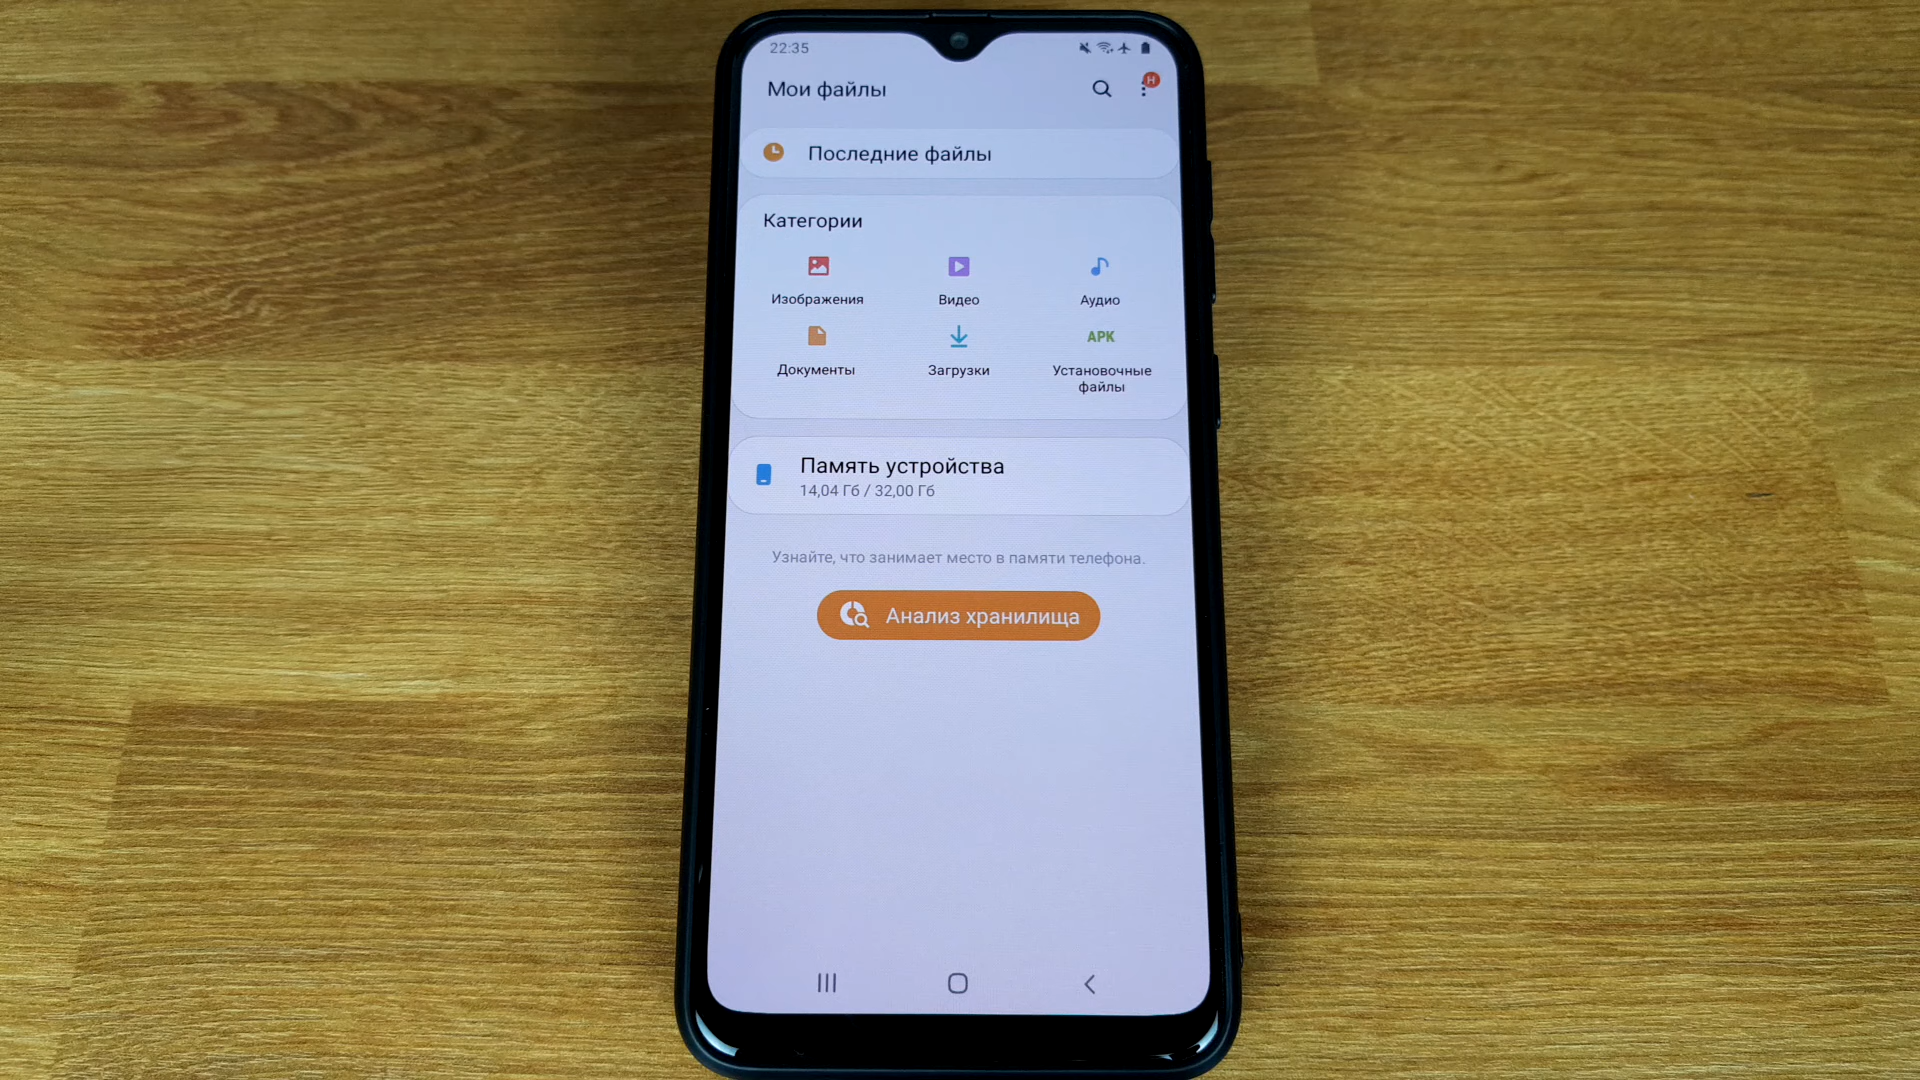 22:35
Мои файлы
Н
Последние файлы
Категории
Изображения
Видео
Аудио
APK
Документы
Загрузки
Установочные
файлы
Память устройства
14,04 Гб / 32,00 Гб
Узнайте, что занимает место в памяти телефона.
Анализ хранилища